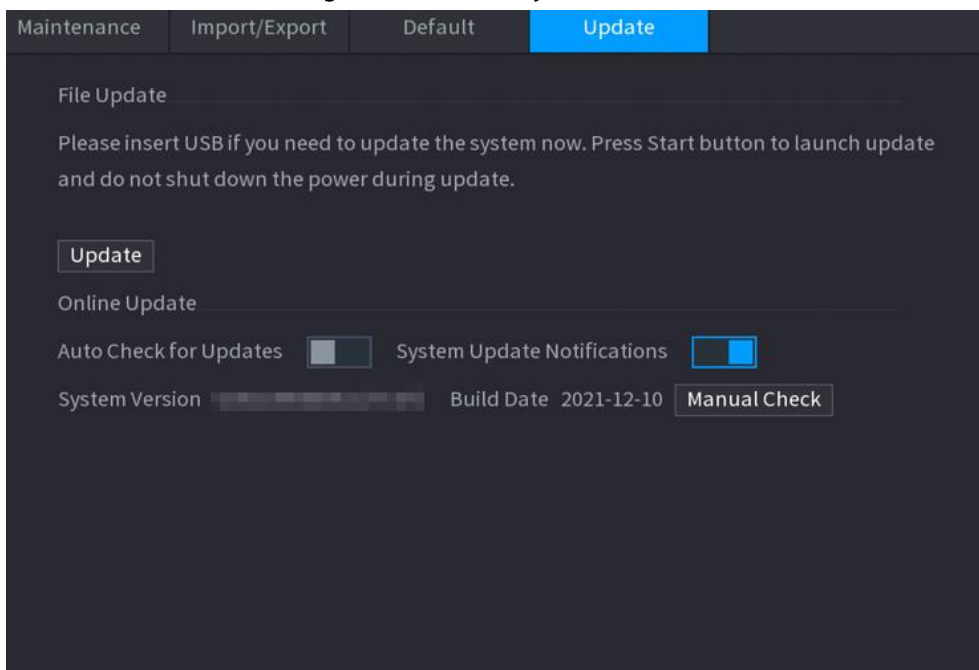 Maintenance Import/Export Default Update
File Update
Please insert USB if you need to update the system now. Press Start button to launch update
and do not shut down the power during update.
Update
Online Update
Auto Check for Updates System Update Notifications
System Version Build Date 2021-12-10 Manual Check